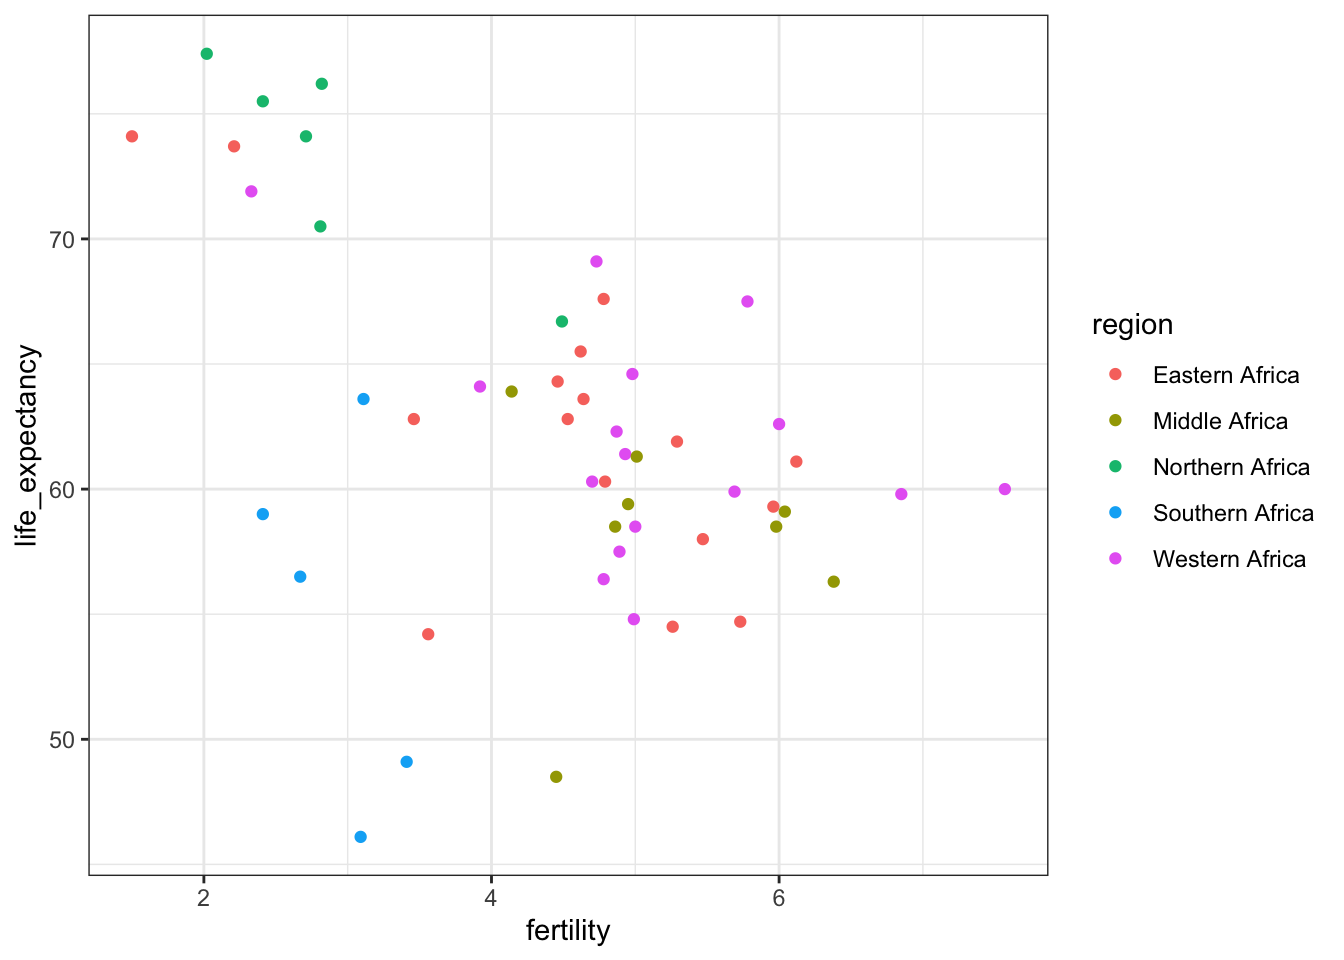 70
60
50
life_expectancy
2
4
6
fertility
region
Eastern Africa
Middle Africa
Northern Africa
Southern Africa
Western Africa